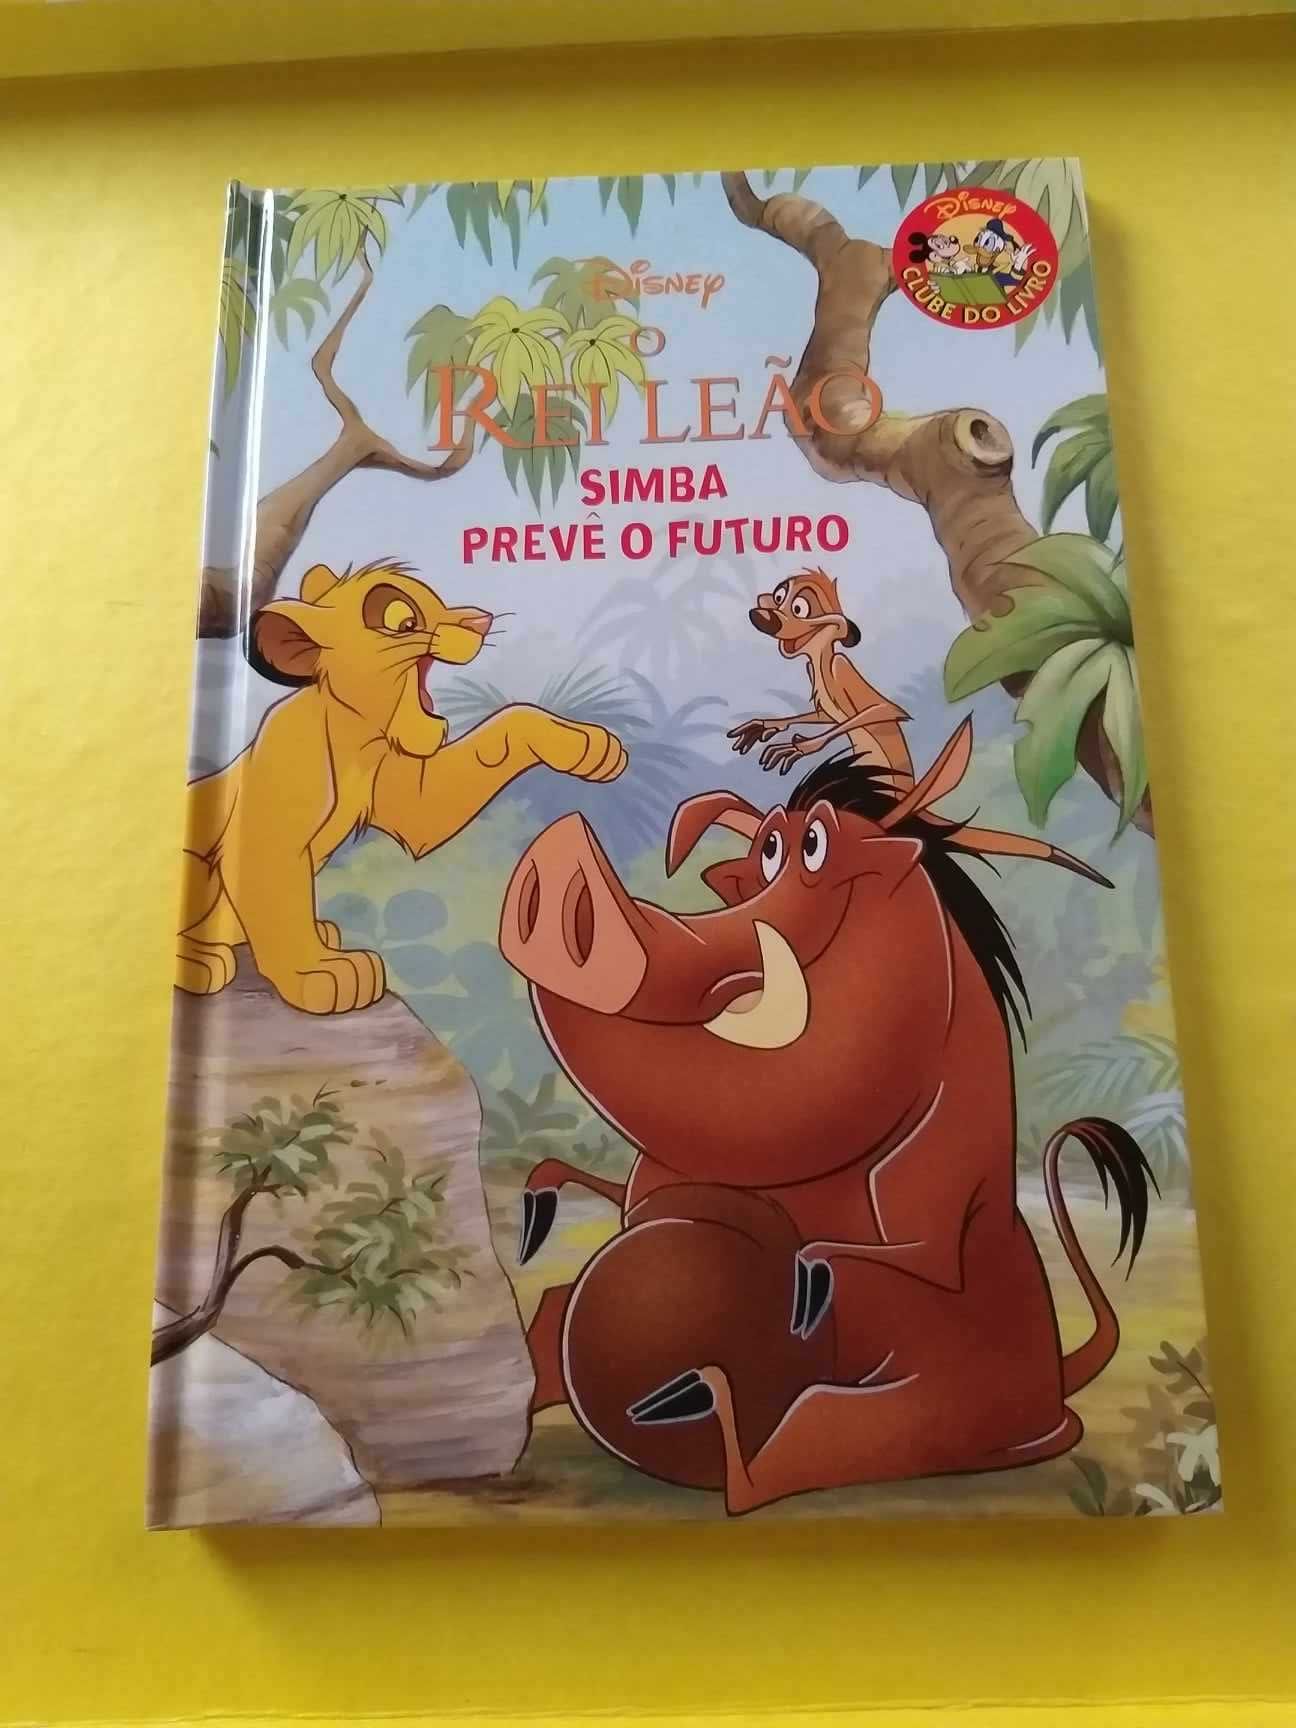 Disney
CLUBE DO LIVRO
Disney
O
REI LEÃO
SIMBA
PREVÊ O FUTURO